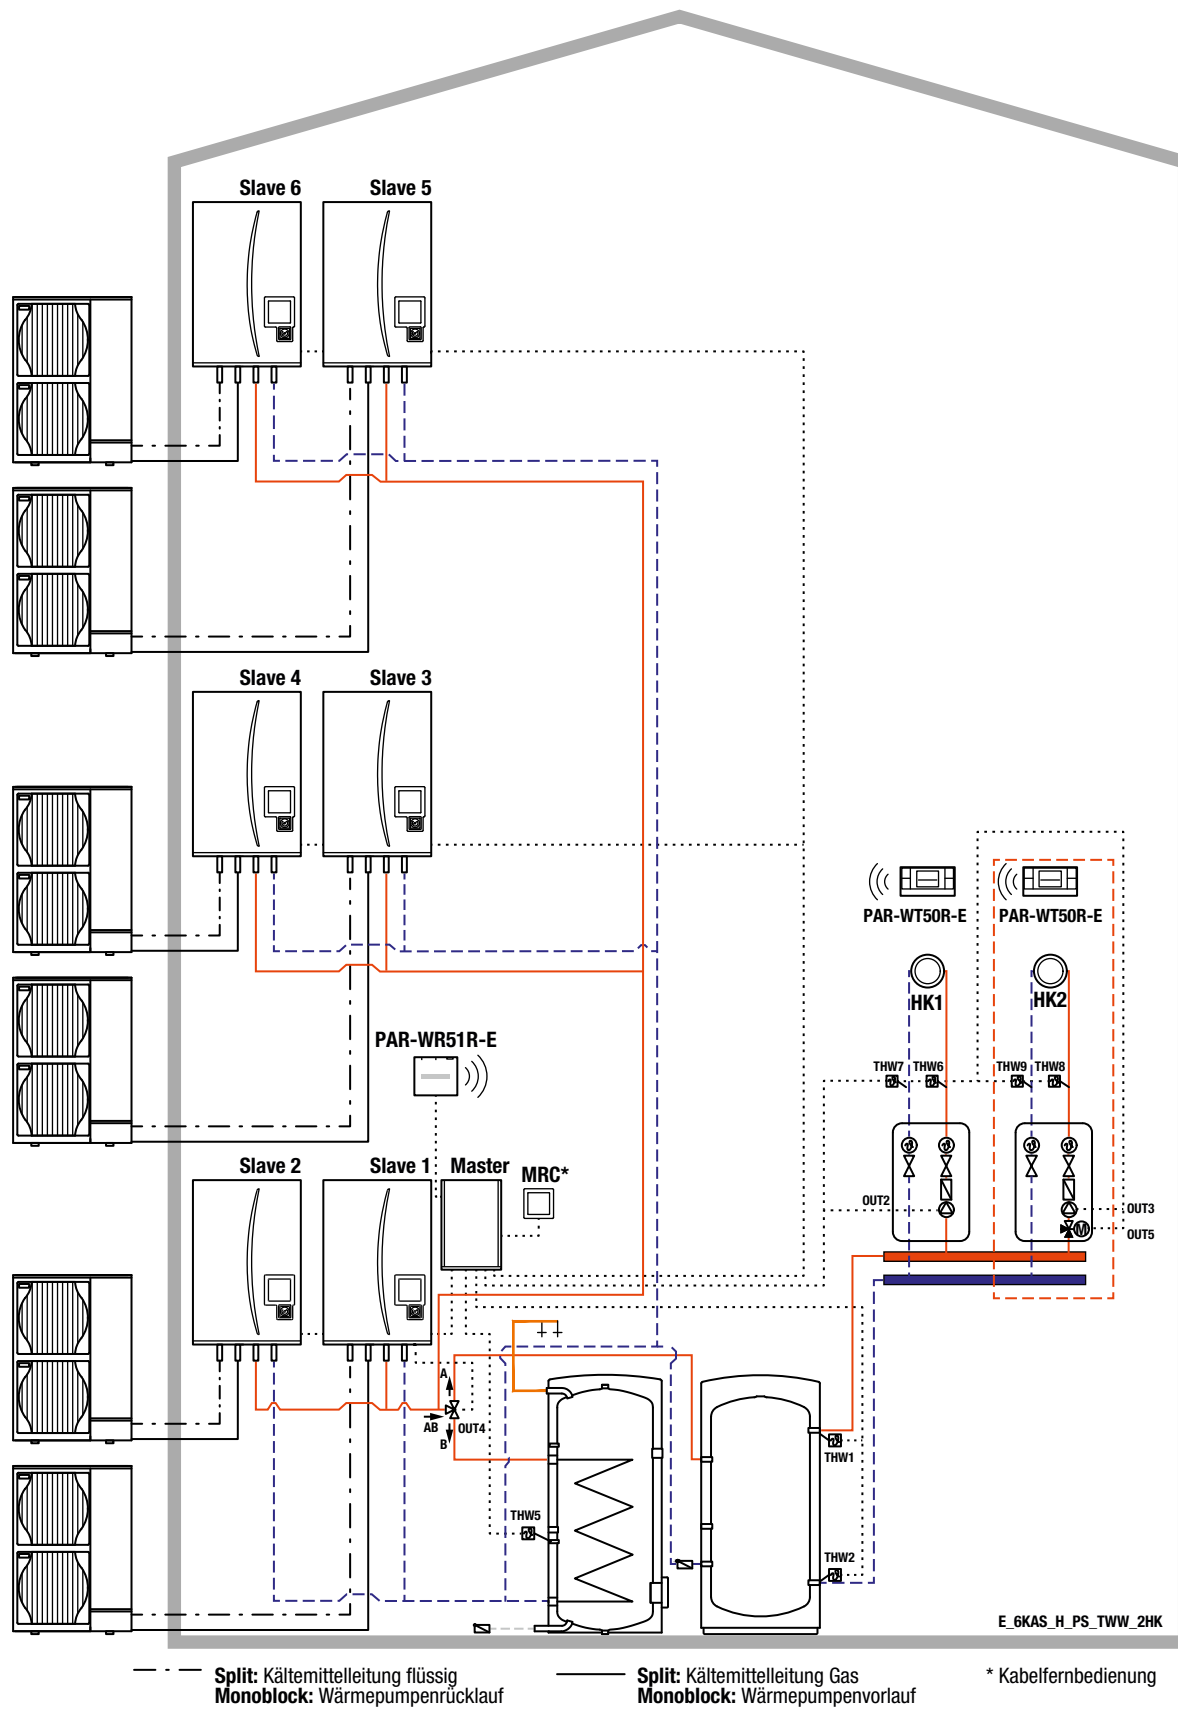 Slave 6
Slave 5
Slave 4
Slave 3
PAR-WT50R-E
PAR-WT50R-E
HK1
HK2
PAR-WR51R-E
THW7
THW6
THW9
THW8
Slave 2
Slave 1
Master
MRC*
OUT2
OUT3
M
OUT5
A
AB
OUT4
B
THW1
THW5
THW2
E_6KAS_H_PS_TWW_2HK
Split: Kältemittelleitung flüssig
Monoblock: Wärmepumpenrücklauf
Split: Kältemittelleitung Gas
Monoblock: Wärmepumpenvorlauf
* Kabelfernbedienung